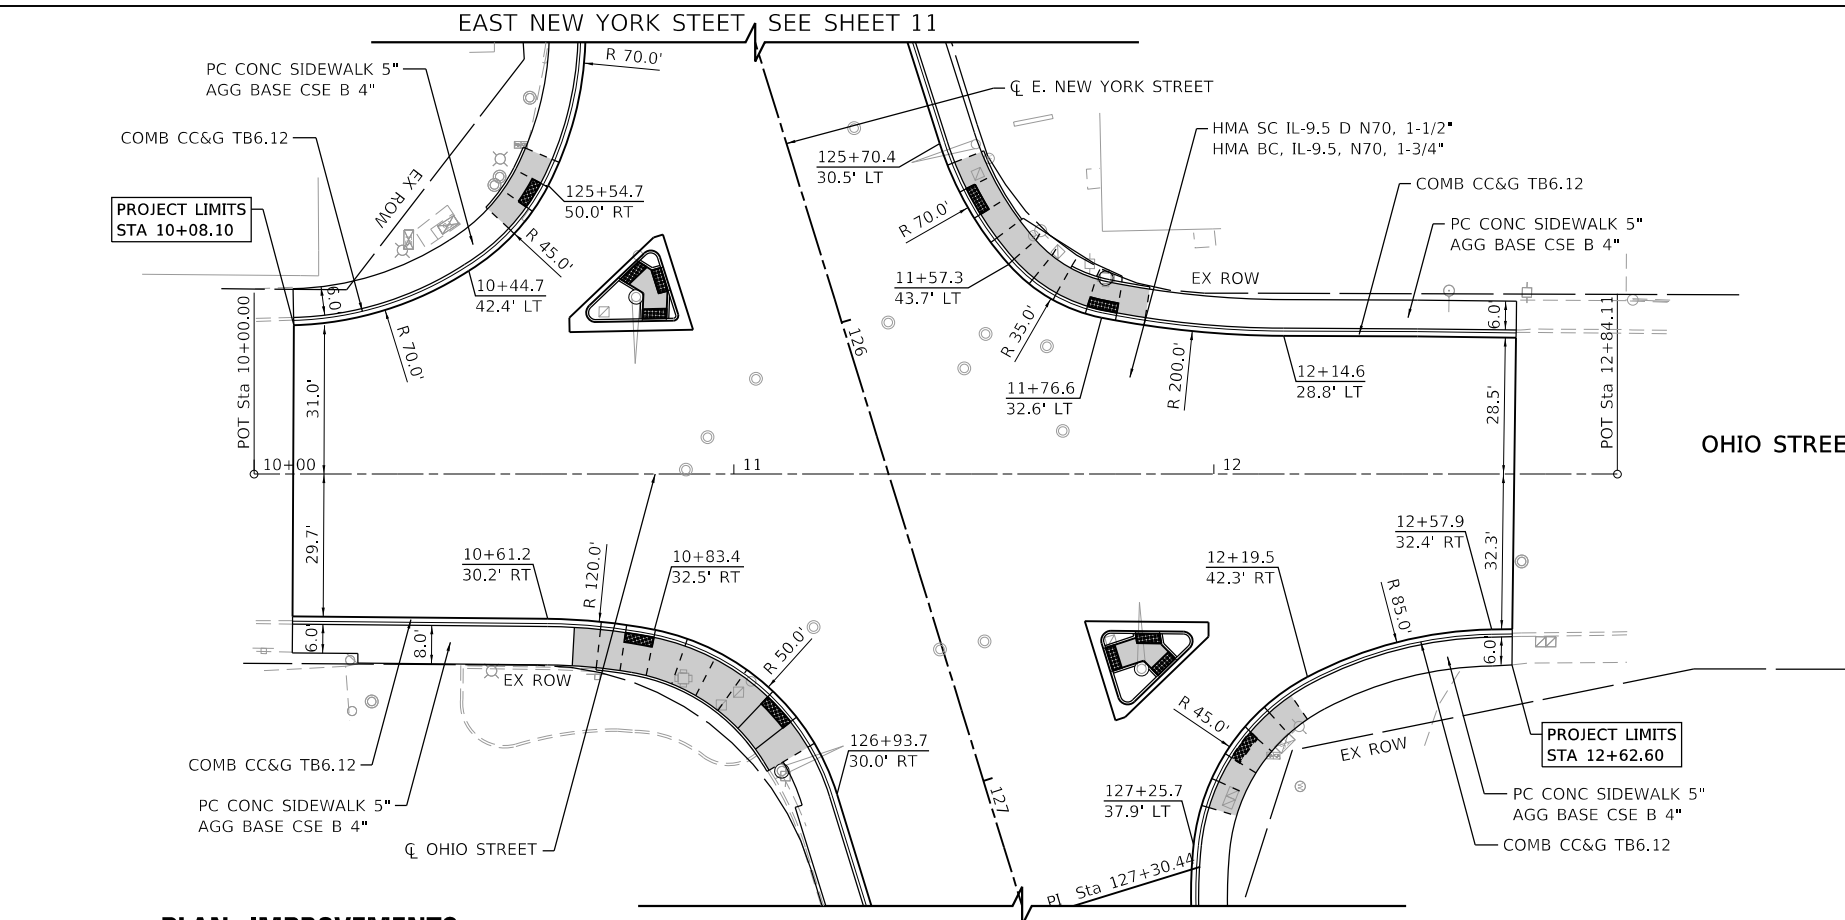 EAST NEW YORK STEET SEE SHEET 11
R 70.0'
PC CONC SIDEWALK 5"
AGG BASE CSE B 4"
COMB CC&G TB6.12
PROJECT LIMITS
STA 10+08.10
EX ROW
125+54.7
50.0' RT
R 45.0'
6.0'
10+44.7
42.4' LT
R 70.0'
POT Sta 10+00.00
31.0'
10+00
29.7'
℄ E. NEW YORK STREET
125+70.4
30.5' LT
HMA SC IL-9.5 D N70, 1-1/2"
HMA BC, IL-9.5, N70, 1-3/4"
COMB CC&G TB6.12
PC CONC SIDEWALK 5"
AGG BASE CSE B 4"
R 70.0'
EX ROW
11+57.3
43.7' LT
R 35.0'
126
11+76.6
32.6' LT
R 200.0'
12+14.6
28.8' LT
6.0'
28.5'
POT Sta 12+84.11
OHIO STREE
11
12
10+61.2
30.2' RT
R 120.0'
10+83.4
32.5' RT
12+19.5
42.3' RT
12+57.9
32.4' RT
32.3'
R 85.0'
6.0'
6.0'
8.0'
EX ROW
R 50.0'
R 45.0'
EX ROW
PROJECT LIMITS
STA 12+62.60
COMB CC&G TB6.12
126+93.7
30.0' RT
PC CONC SIDEWALK 5"
AGG BASE CSE B 4"
127
127+25.7
37.9' LT
PC CONC SIDEWALK 5"
AGG BASE CSE B 4"
COMB CC&G TB6.12
℄ OHIO STREET
PI Sta 127+30.44
PLAN IMPROVEMENTS